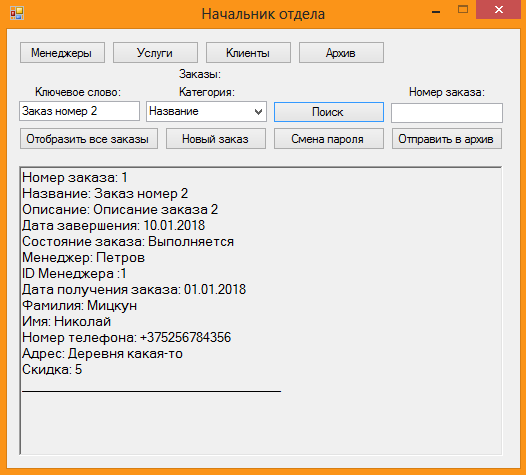 Начальник отдела
Менеджеры Услуги Клиенты Архив
Заказы:
Ключевое слово: Категория: Номер заказа:
Заказ номер 2 Название Поиск
Отобразить все заказы Новый заказ Смена пароля Отправить в архив
Номер заказа: 1
Название: Заказ номер 2
Описание: Описание заказа 2
Дата завершения: 10.01.2018
Состояние заказа: Выполняется
Менеджер: Петров
ID Менеджера :1
Дата получения заказа: 01.01.2018
Фамилия: Мицкун
Имя: Николай
Номер телефона: +375256784356
Адрес: Деревня какая-то
Скидка: 5